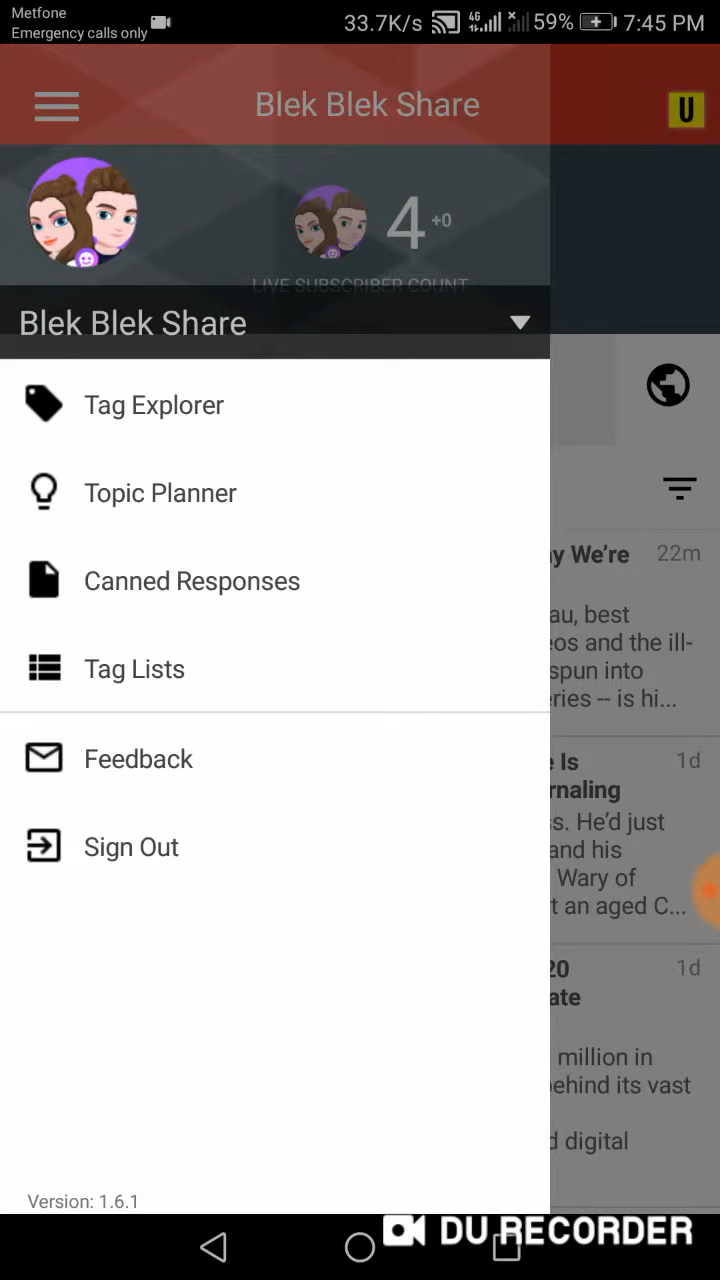 Metfone
Emergency calls only
33.7K/s 4G 59% 7:45 PM
Blek Blek Share
U
4 +0
LIVE SUBSCRIBER COUNT
Blek Blek Share
Tag Explorer
Topic Planner
Canned Responses
Tag Lists
Feedback
Sign Out
y We're 22m
au, best
eos and the ill-
spun into
eries -- is hi...
e Is 1d
rnaling
ss. He'd just
and his
Wary of
t an aged C...
20 1d
ate
million in
ehind its vast
d digital
Version: 1.6.1
DU RECORDER